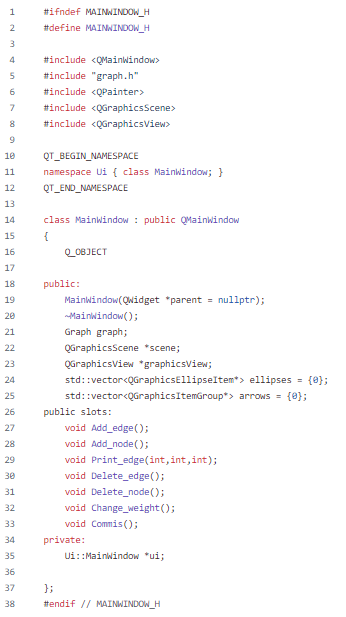 1 #ifndef MAINWINDOW_H
2 #define MAINWINDOW_H
3
4 #include <QMainWindow>
5 #include "graph.h"
6 #include <QPainter>
7 #include <QGraphicsScene>
8 #include <QGraphicsView>
9
10 QT_BEGIN_NAMESPACE
11 namespace Ui { class MainWindow; }
12 QT_END_NAMESPACE
13
14 class MainWindow : public QMainWindow
15 {
16     Q_OBJECT
17
18 public:
19     MainWindow(QWidget *parent = nullptr);
20     ~MainWindow();
21     Graph graph;
22     QGraphicsScene *scene;
23     QGraphicsView *graphicsView;
24     std::vector<QGraphicsEllipseItem*> ellipses = {0};
25     std::vector<QGraphicsItemGroup*> arrows = {0};
26 public slots:
27     void Add_edge();
28     void Add_node();
29     void Print_edge(int,int,int);
30     void Delete_edge();
31     void Delete_node();
32     void Change_weight();
33     void Commis();
34 private:
35     Ui::MainWindow *ui;
36
37 };
38 #endif // MAINWINDOW_H